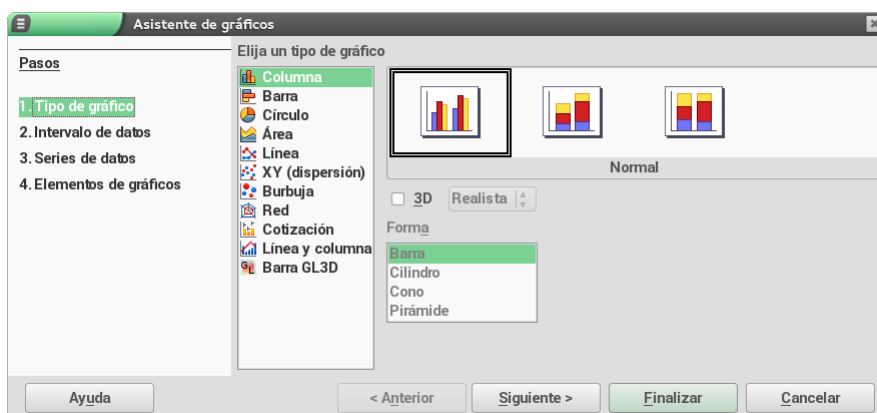 Asistente de gráficos
Pasos
1. Tipo de gráfico
2. Intervalo de datos
3. Series de datos
4. Elementos de gráficos
Elija un tipo de gráfico
Columna
Barra
Círculo
Área
Línea
XY (dispersión)
Burbuja
Red
Cotización
Línea y columna
Barra GL3D
Normal
3D
Realista
Forma
Barra
Cilindro
Cono
Pirámide
Ayuda
< Anterior
Siguiente >
Finalizar
Cancelar